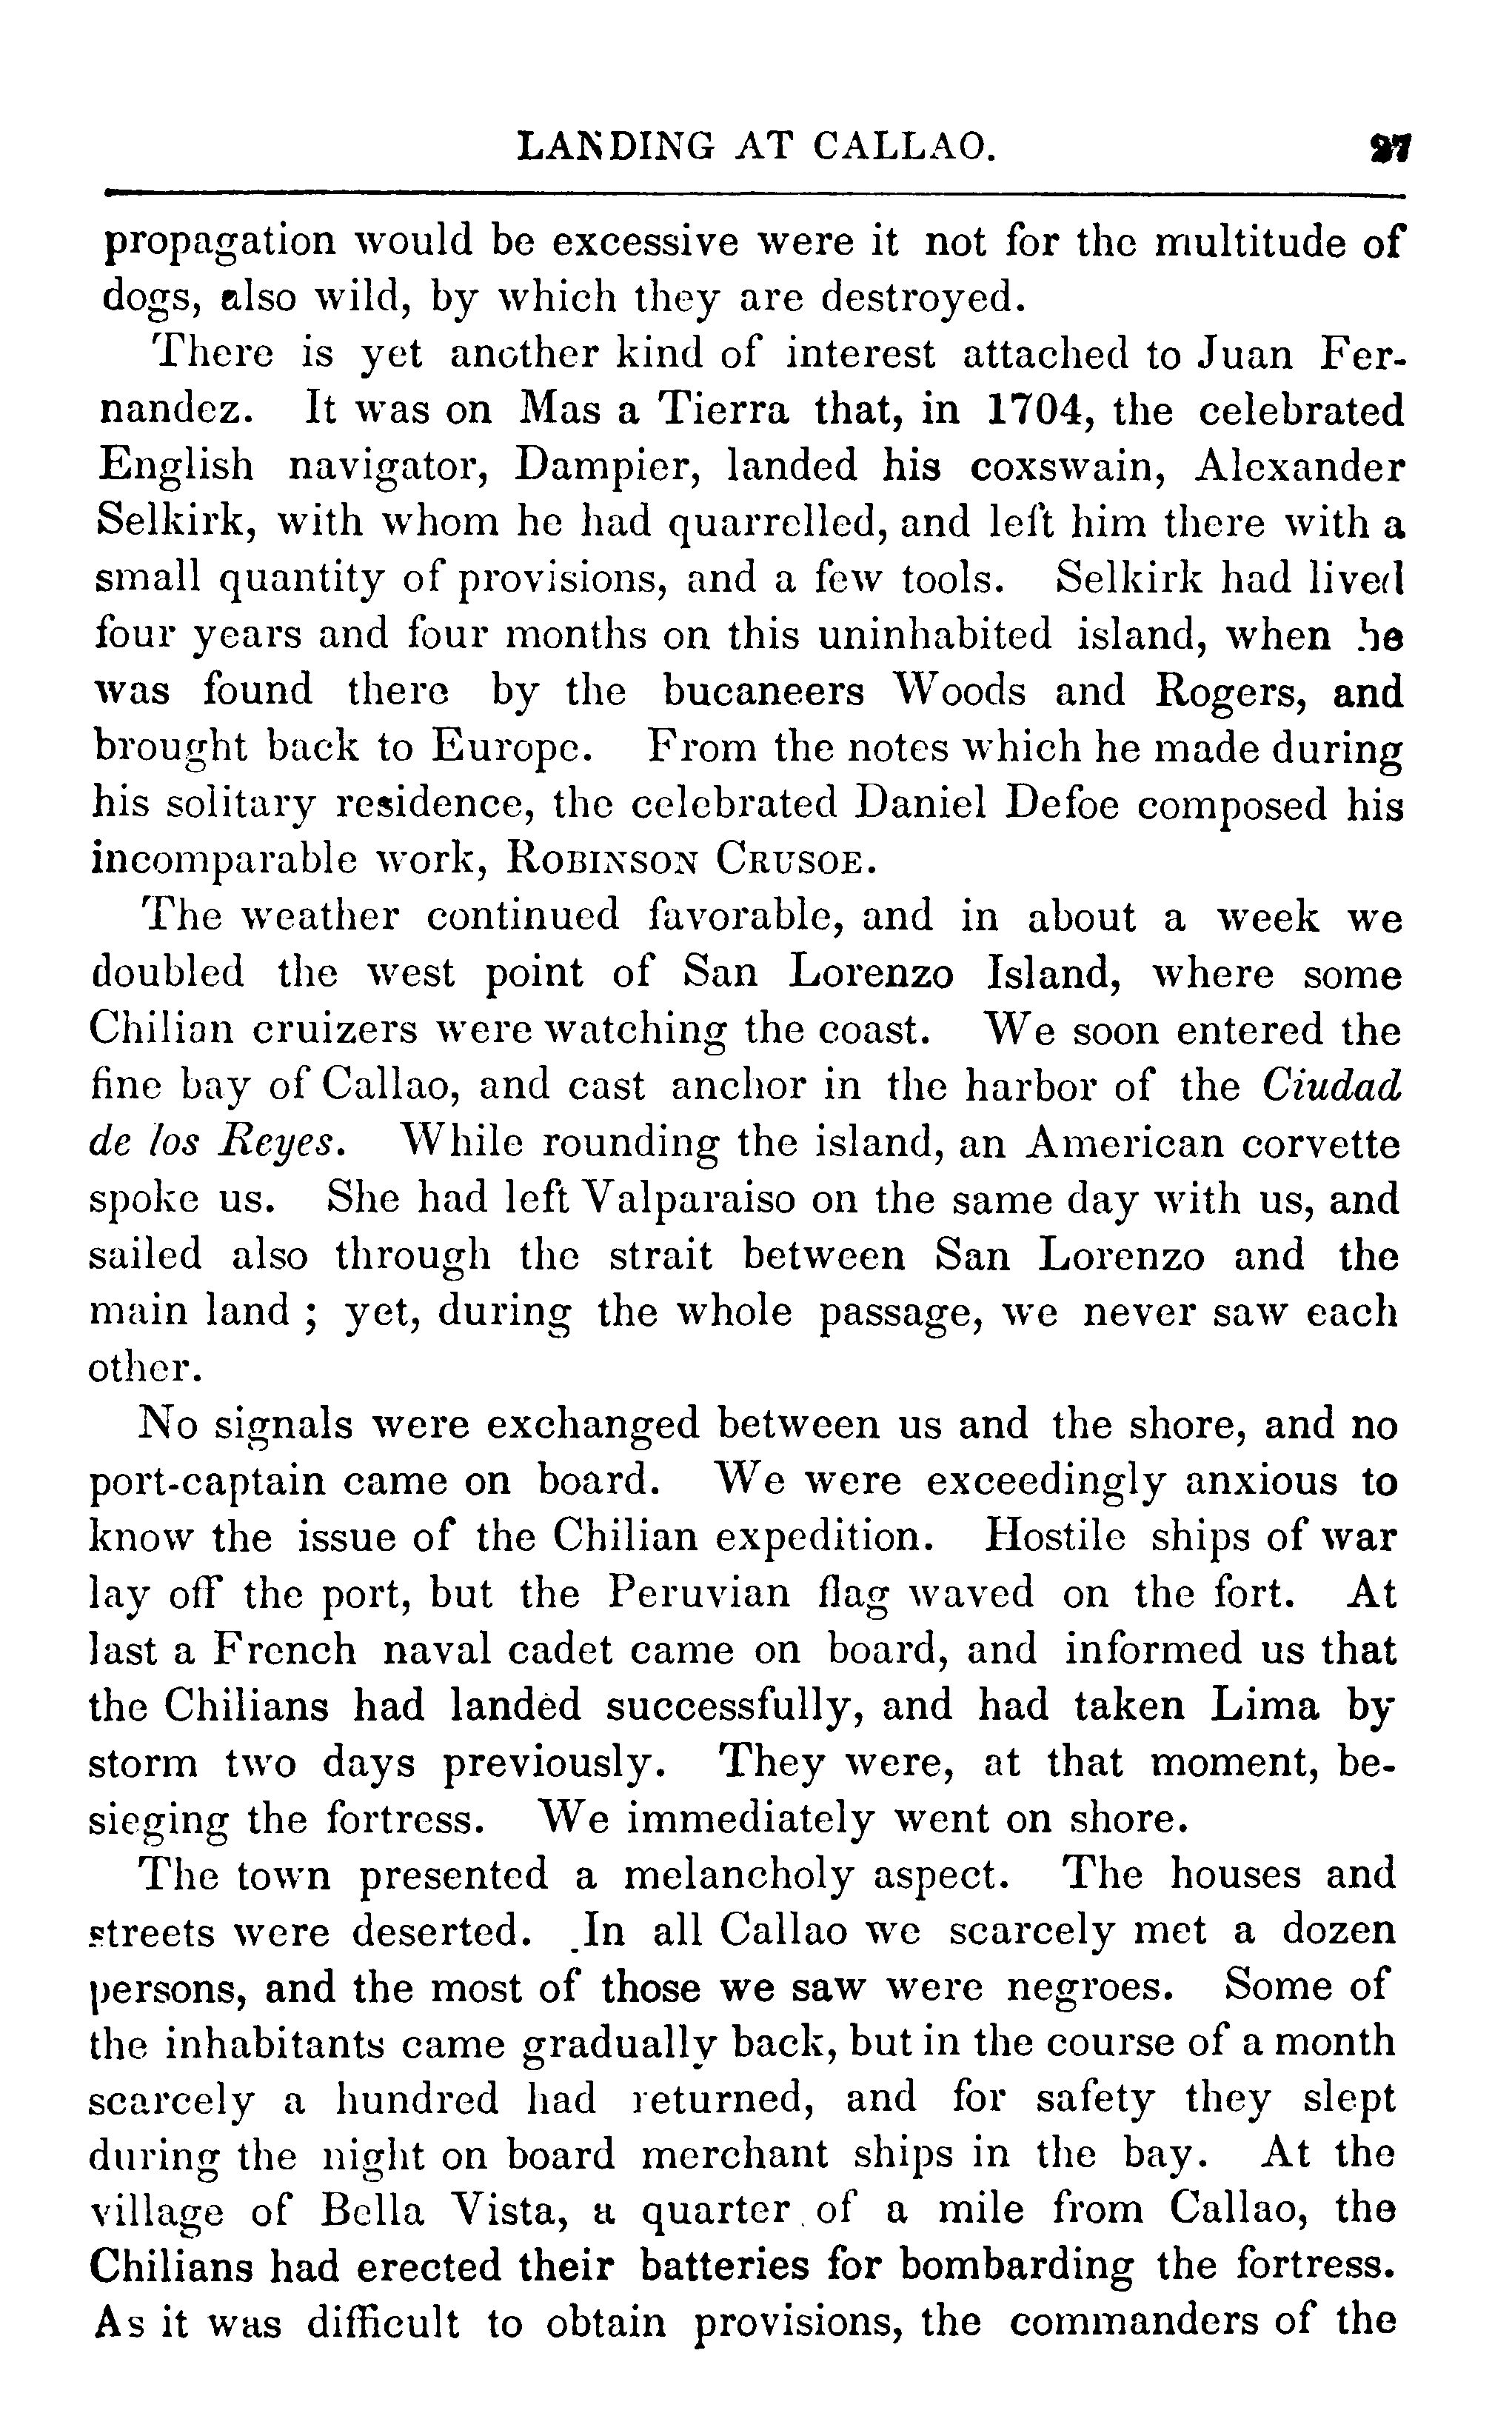 LANDING AT CALLAO. 27
propagation would be excessive were it not for the multitude of
dogs, also wild, by which they are destroyed.
There is yet another kind of interest attached to Juan Fer-
nandez. It was on Mas a Tierra that, in 1704, the celebrated
English navigator, Dampier, landed his coxswain, Alexander
Selkirk, with whom he had quarrelled, and left him there with a
small quantity of provisions, and a few tools. Selkirk had lived
four years and four months on this uninhabited island, when he
was found there by the bucaneers Woods and Rogers, and
brought back to Europe. From the notes which he made during
his solitary residence, the celebrated Daniel Defoe composed his
incomparable work, ROBINSON CRUSOE.
The weather continued favorable, and in about a week we
doubled the west point of San Lorenzo Island, where some
Chilian cruizers were watching the coast. We soon entered the
fine bay of Callao, and cast anchor in the harbor of the Ciudad
de los Reyes. While rounding the island, an American corvette
spoke us. She had left Valparaiso on the same day with us, and
sailed also through the strait between San Lorenzo and the
main land ; yet, during the whole passage, we never saw each
other.
No signals were exchanged between us and the shore, and no
port-captain came on board. We were exceedingly anxious to
know the issue of the Chilian expedition. Hostile ships of war
lay off the port, but the Peruvian flag waved on the fort. At
last a French naval cadet came on board, and informed us that
the Chilians had landed successfully, and had taken Lima by
storm two days previously. They were, at that moment, be-
sieging the fortress. We immediately went on shore.
The town presented a melancholy aspect. The houses and
streets were deserted. In all Callao we scarcely met a dozen
persons, and the most of those we saw were negroes. Some of
the inhabitants came gradually back, but in the course of a month
scarcely a hundred had returned, and for safety they slept
during the night on board merchant ships in the bay. At the
village of Bella Vista, a quarter of a mile from Callao, the
Chilians had erected their batteries for bombarding the fortress.
As it was difficult to obtain provisions, the commanders of the